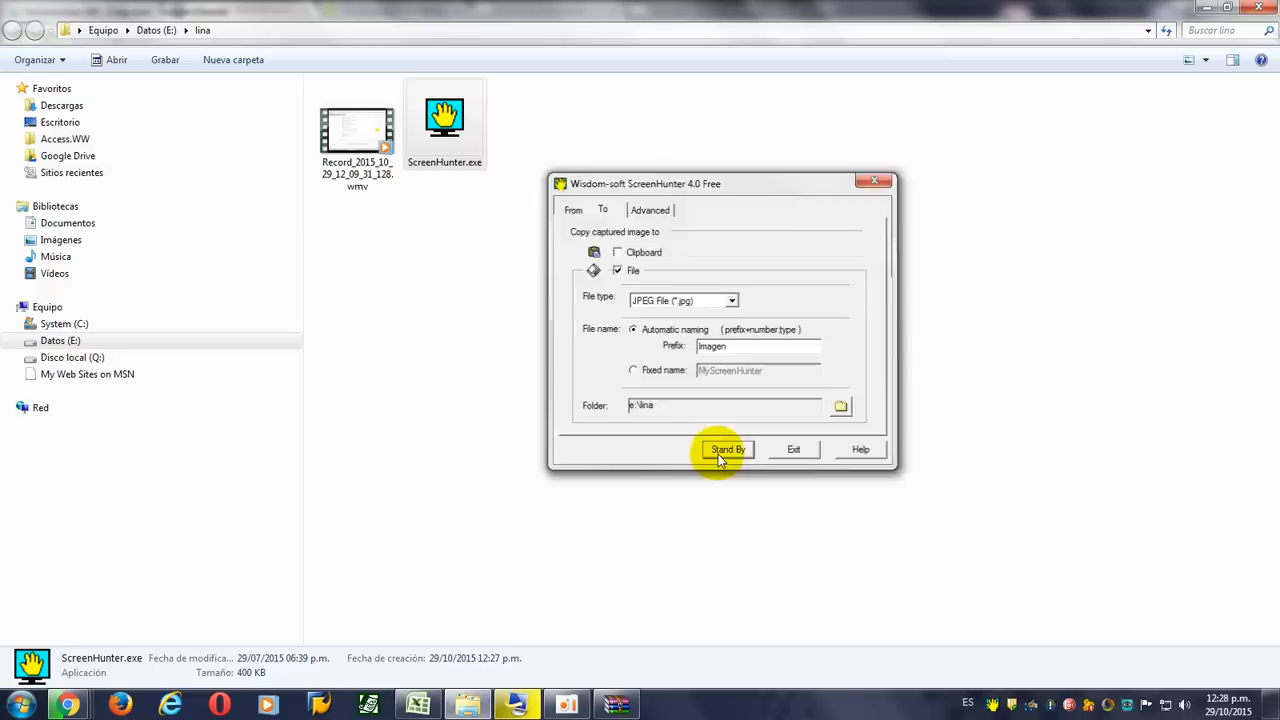 Equipo Datos (E:) lina
Buscar lina
Organizar Abrir Grabar Nueva carpeta
Favoritos
Descargas
Escritorio
Access.WW
Google Drive
Sitios recientes
Bibliotecas
Documentos
Imágenes
Música
Vídeos
Equipo
System (C:)
Datos (E:)
Disco local (Q:)
My Web Sites on MSN
Red
Record_2015_10_
29_12_09_31_128.
wmv
ScreenHunter.exe
Wisdom-soft ScreenHunter 4.0 Free
From To Advanced
Copy captured image to
Clipboard
File
File type: JPEG File (*.jpg)
File name: Automatic naming ( prefix+number.type )
Prefix: Imagen
Fixed name: MyScreenHunter
Folder: e:\lina
Stand By Exit Help
ScreenHunter.exe Fecha de modifica... 29/07/2015 06:39 p.m. Fecha de creación: 29/10/2015 12:27 p.m.
Aplicación Tamaño: 400 KB
ES
12:28 p.m.
29/10/2015